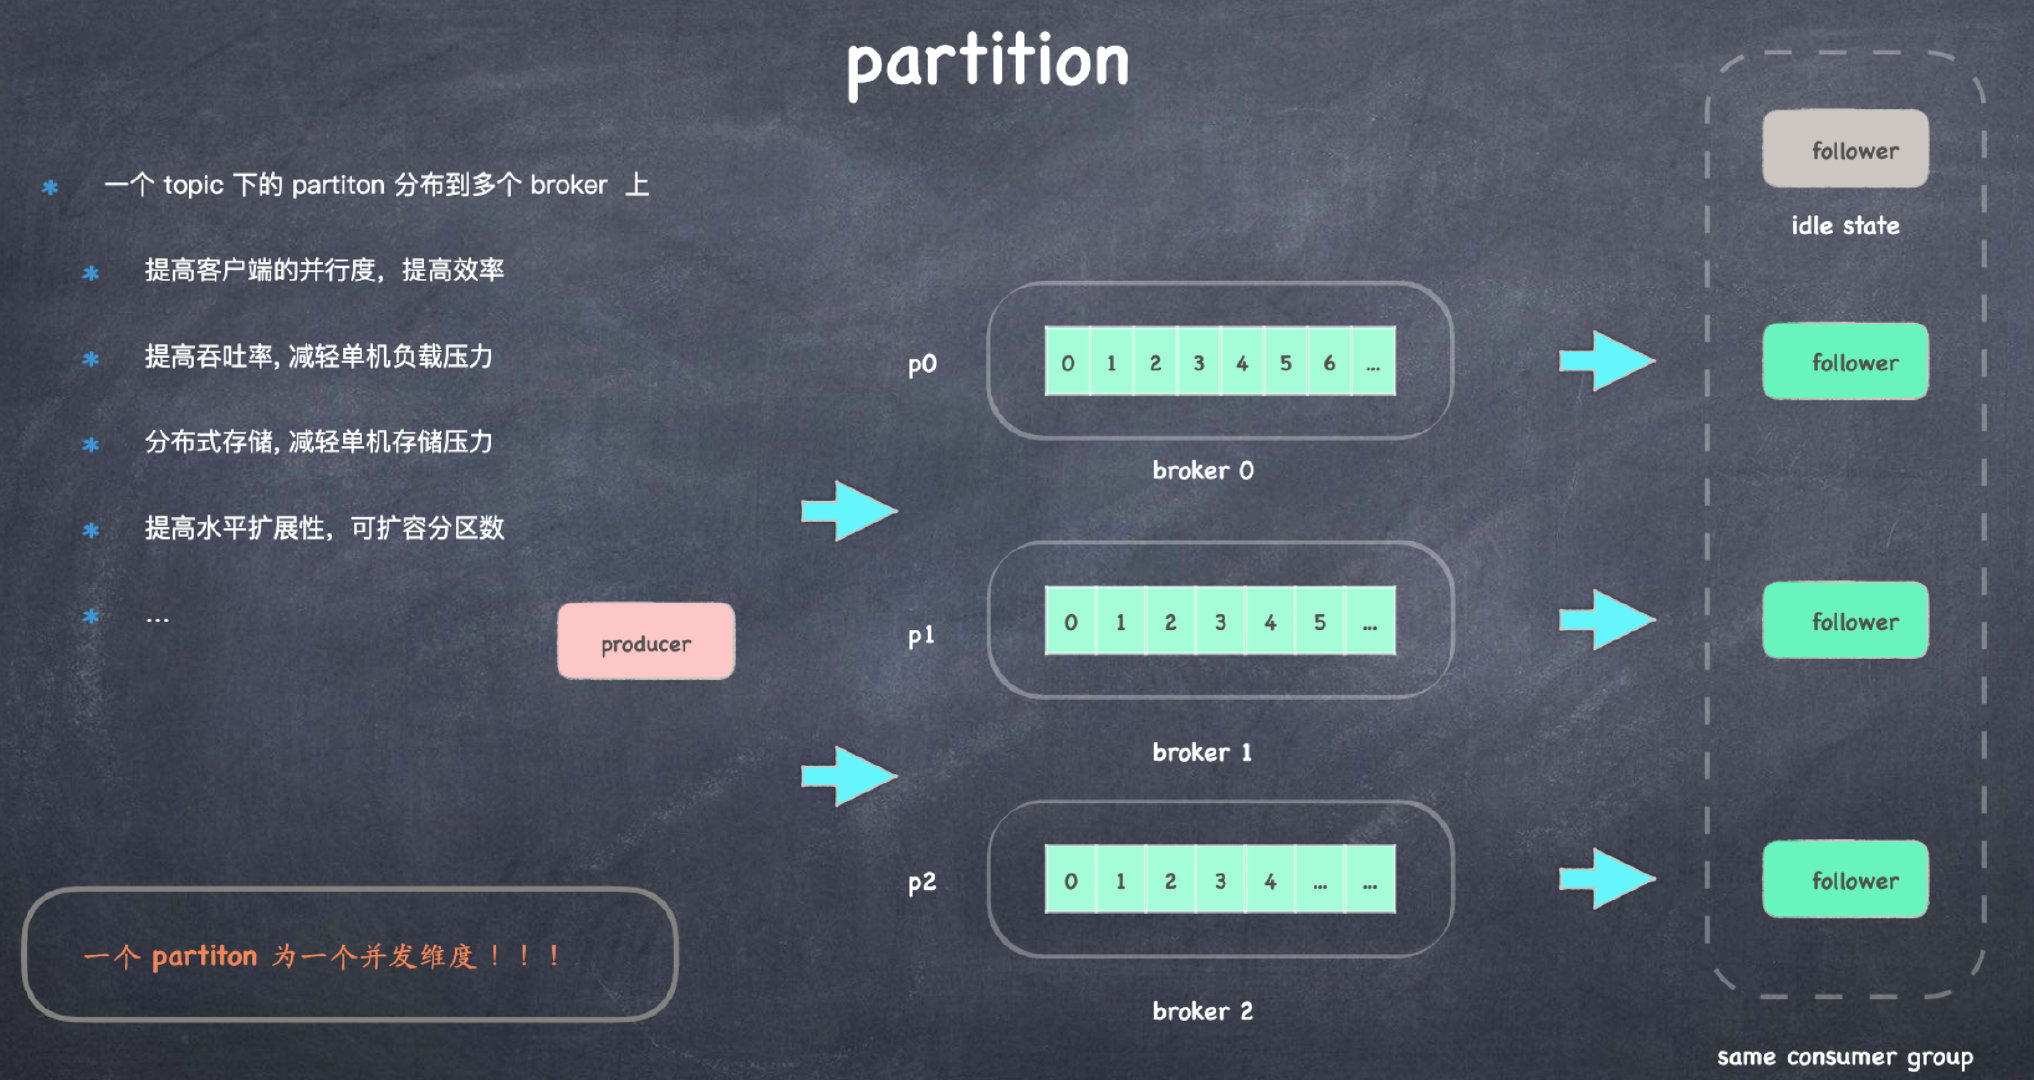 partition
一个 topic 下的 partiton 分布到多个 broker 上
提高客户端的并行度，提高效率
提高吞吐率, 减轻单机负载压力
分布式存储, 减轻单机存储压力
提高水平扩展性，可扩容分区数
...
producer
一个 partiton 为一个并发维度！！！
p0
0 1 2 3 4 5 6 ...
broker 0
p1
0 1 2 3 4 5 ...
broker 1
p2
0 1 2 3 4 ... ...
broker 2
follower
idle state
follower
follower
follower
same consumer group